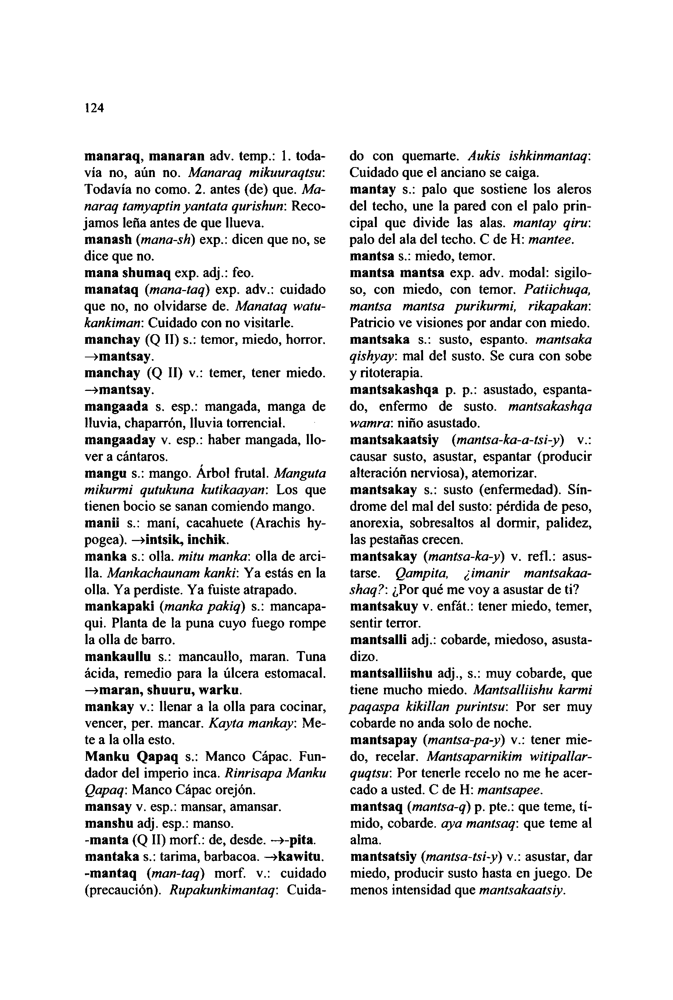 124
manaraq, manaran adv. temp.: 1. toda-
vía no, aún no. Manaraq mikuuraqtsu:
Todavía no como. 2. antes (de) que. Ma-
naraq tamyaptin yantata qurishun: Reco-
jamos leña antes de que llueva.
manash (mana-sh) exp.: dicen que no, se
dice que no.
mana shumaq exp. adj.: feo.
manataq (mana-taq) exp. adv.: cuidado
que no, no olvidarse de. Manataq watu-
kankiman: Cuidado con no visitarle.
manchay (Q II) s.: temor, miedo, horror.
→mantsay.
manchay (Q II) v.: temer, tener miedo.
→mantsay.
mangaada s. esp.: mangada, manga de
lluvia, chaparrón, lluvia torrencial.
mangaaday v. esp.: haber mangada, llo-
ver a cántaros.
mangu s.: mango. Árbol frutal. Manguta
mikurmi qutukuna kutikaayan: Los que
tienen bocio se sanan comiendo mango.
manii s.: maní, cacahuete (Arachis hy-
pogea). →intsik, inchik.
manka s.: olla. mitu manka: olla de arci-
lla. Mankachaunam kanki: Ya estás en la
olla. Ya perdiste. Ya fuiste atrapado.
mankapaki (manka pakiq) s.: mancapa-
qui. Planta de la puna cuyo fuego rompe
la olla de barro.
mankaullu s.: mancaullo, maran. Tuna
ácida, remedio para la úlcera estomacal.
→maran, shuuru, warku.
mankay v.: llenar a la olla para cocinar,
vencer, per. mancar. Kayta mankay: Me-
te a la olla esto.
Manku Qapaq s.: Manco Cápac. Fun-
dador del imperio inca. Rinrisapa Manku
Qapaq: Manco Cápac orejón.
mansay v. esp.: mansar, amansar.
manshu adj. esp.: manso.
-manta (Q II) morf.: de, desde. →-pita.
mantaka s.: tarima, barbacoa. →kawitu.
-mantaq (man-taq) morf. v.: cuidado
(precaución). Rupakunkimantaq: Cuida-
do con quemarte. Aukis ishkinmantaq:
Cuidado que el anciano se caiga.
mantay s.: palo que sostiene los aleros
del techo, une la pared con el palo prin-
cipal que divide las alas. mantay qiru:
palo del ala del techo. C de H: mantee.
mantsa s.: miedo, temor.
mantsa mantsa exp. adv. modal: sigilo-
so, con miedo, con temor. Patiichuqa,
mantsa mantsa purikurmi, rikapakan:
Patricio ve visiones por andar con miedo.
mantsaka s.: susto, espanto. mantsaka
qishyay: mal del susto. Se cura con sobe
y ritoterapia.
mantsakashqa p. p.: asustado, espanta-
do, enfermo de susto. mantsakashqa
wamra: niño asustado.
mantsakaatsiy (mantsa-ka-a-tsi-y) v.:
causar susto, asustar, espantar (producir
alteración nerviosa), atemorizar.
mantsakay s.: susto (enfermedad). Sín-
drome del mal del susto: pérdida de peso,
anorexia, sobresaltos al dormir, palidez,
las pestañas crecen.
mantsakay (mantsa-ka-y) v. refl.: asus-
tarse. Qampita, ¿imanir mantsakaa-
shaq?: ¿Por qué me voy a asustar de ti?
mantsakuy v. enfát.: tener miedo, temer,
sentir terror.
mantsalli adj.: cobarde, miedoso, asusta-
dizo.
mantsalliishu adj., s.: muy cobarde, que
tiene mucho miedo. Mantsalliishu karmi
paqaspa kikillan purintsu: Por ser muy
cobarde no anda solo de noche.
mantsapay (mantsa-pa-y) v.: tener mie-
do, recelar. Mantsaparnikim witipallar-
quqtsu: Por tenerle recelo no me he acer-
cado a usted. C de H: mantsapee.
mantsaq (mantsa-q) p. pte.: que teme, tí-
mido, cobarde. aya mantsaq: que teme al
alma.
mantsatsiy (mantsa-tsi-y) v.: asustar, dar
miedo, producir susto hasta en juego. De
menos intensidad que mantsakaatsiy.